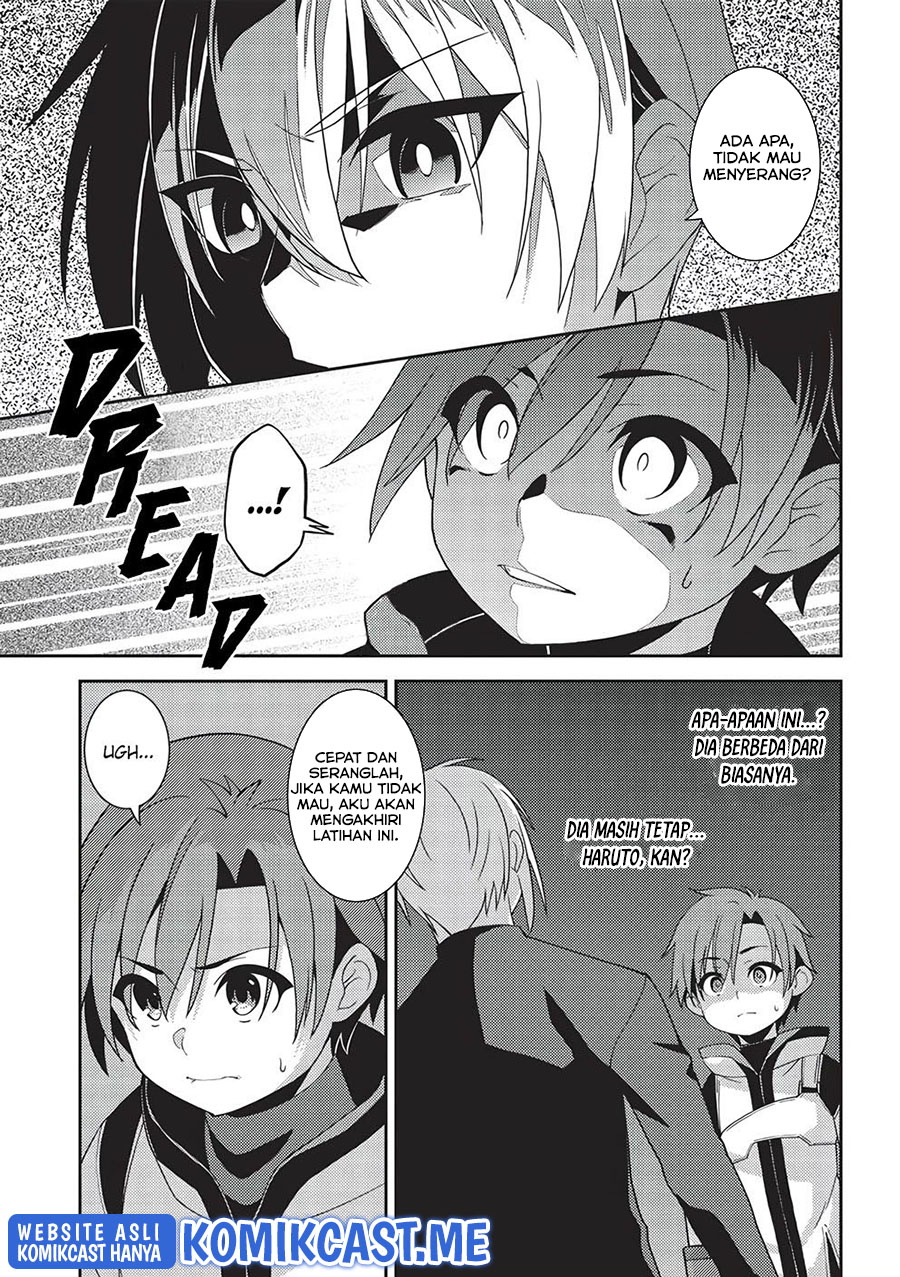 ADA APA,
TIDAK MAU
MENYERANG?
DREAD
...!
APA-APAAN INI...?
DIA BERBEDA DARI
BIASANYA.
DIA MASIH TETAP...
HARUTO, KAN?
CEPAT DAN
SERANGLAH,
JIKA KAMU TIDAK
MAU, AKU AKAN
MENGAKHIRI
LATIHAN INI.
UGH...
WEBSITE ASLI
KOMIKCAST HANYA
KOMIKCAST.ME